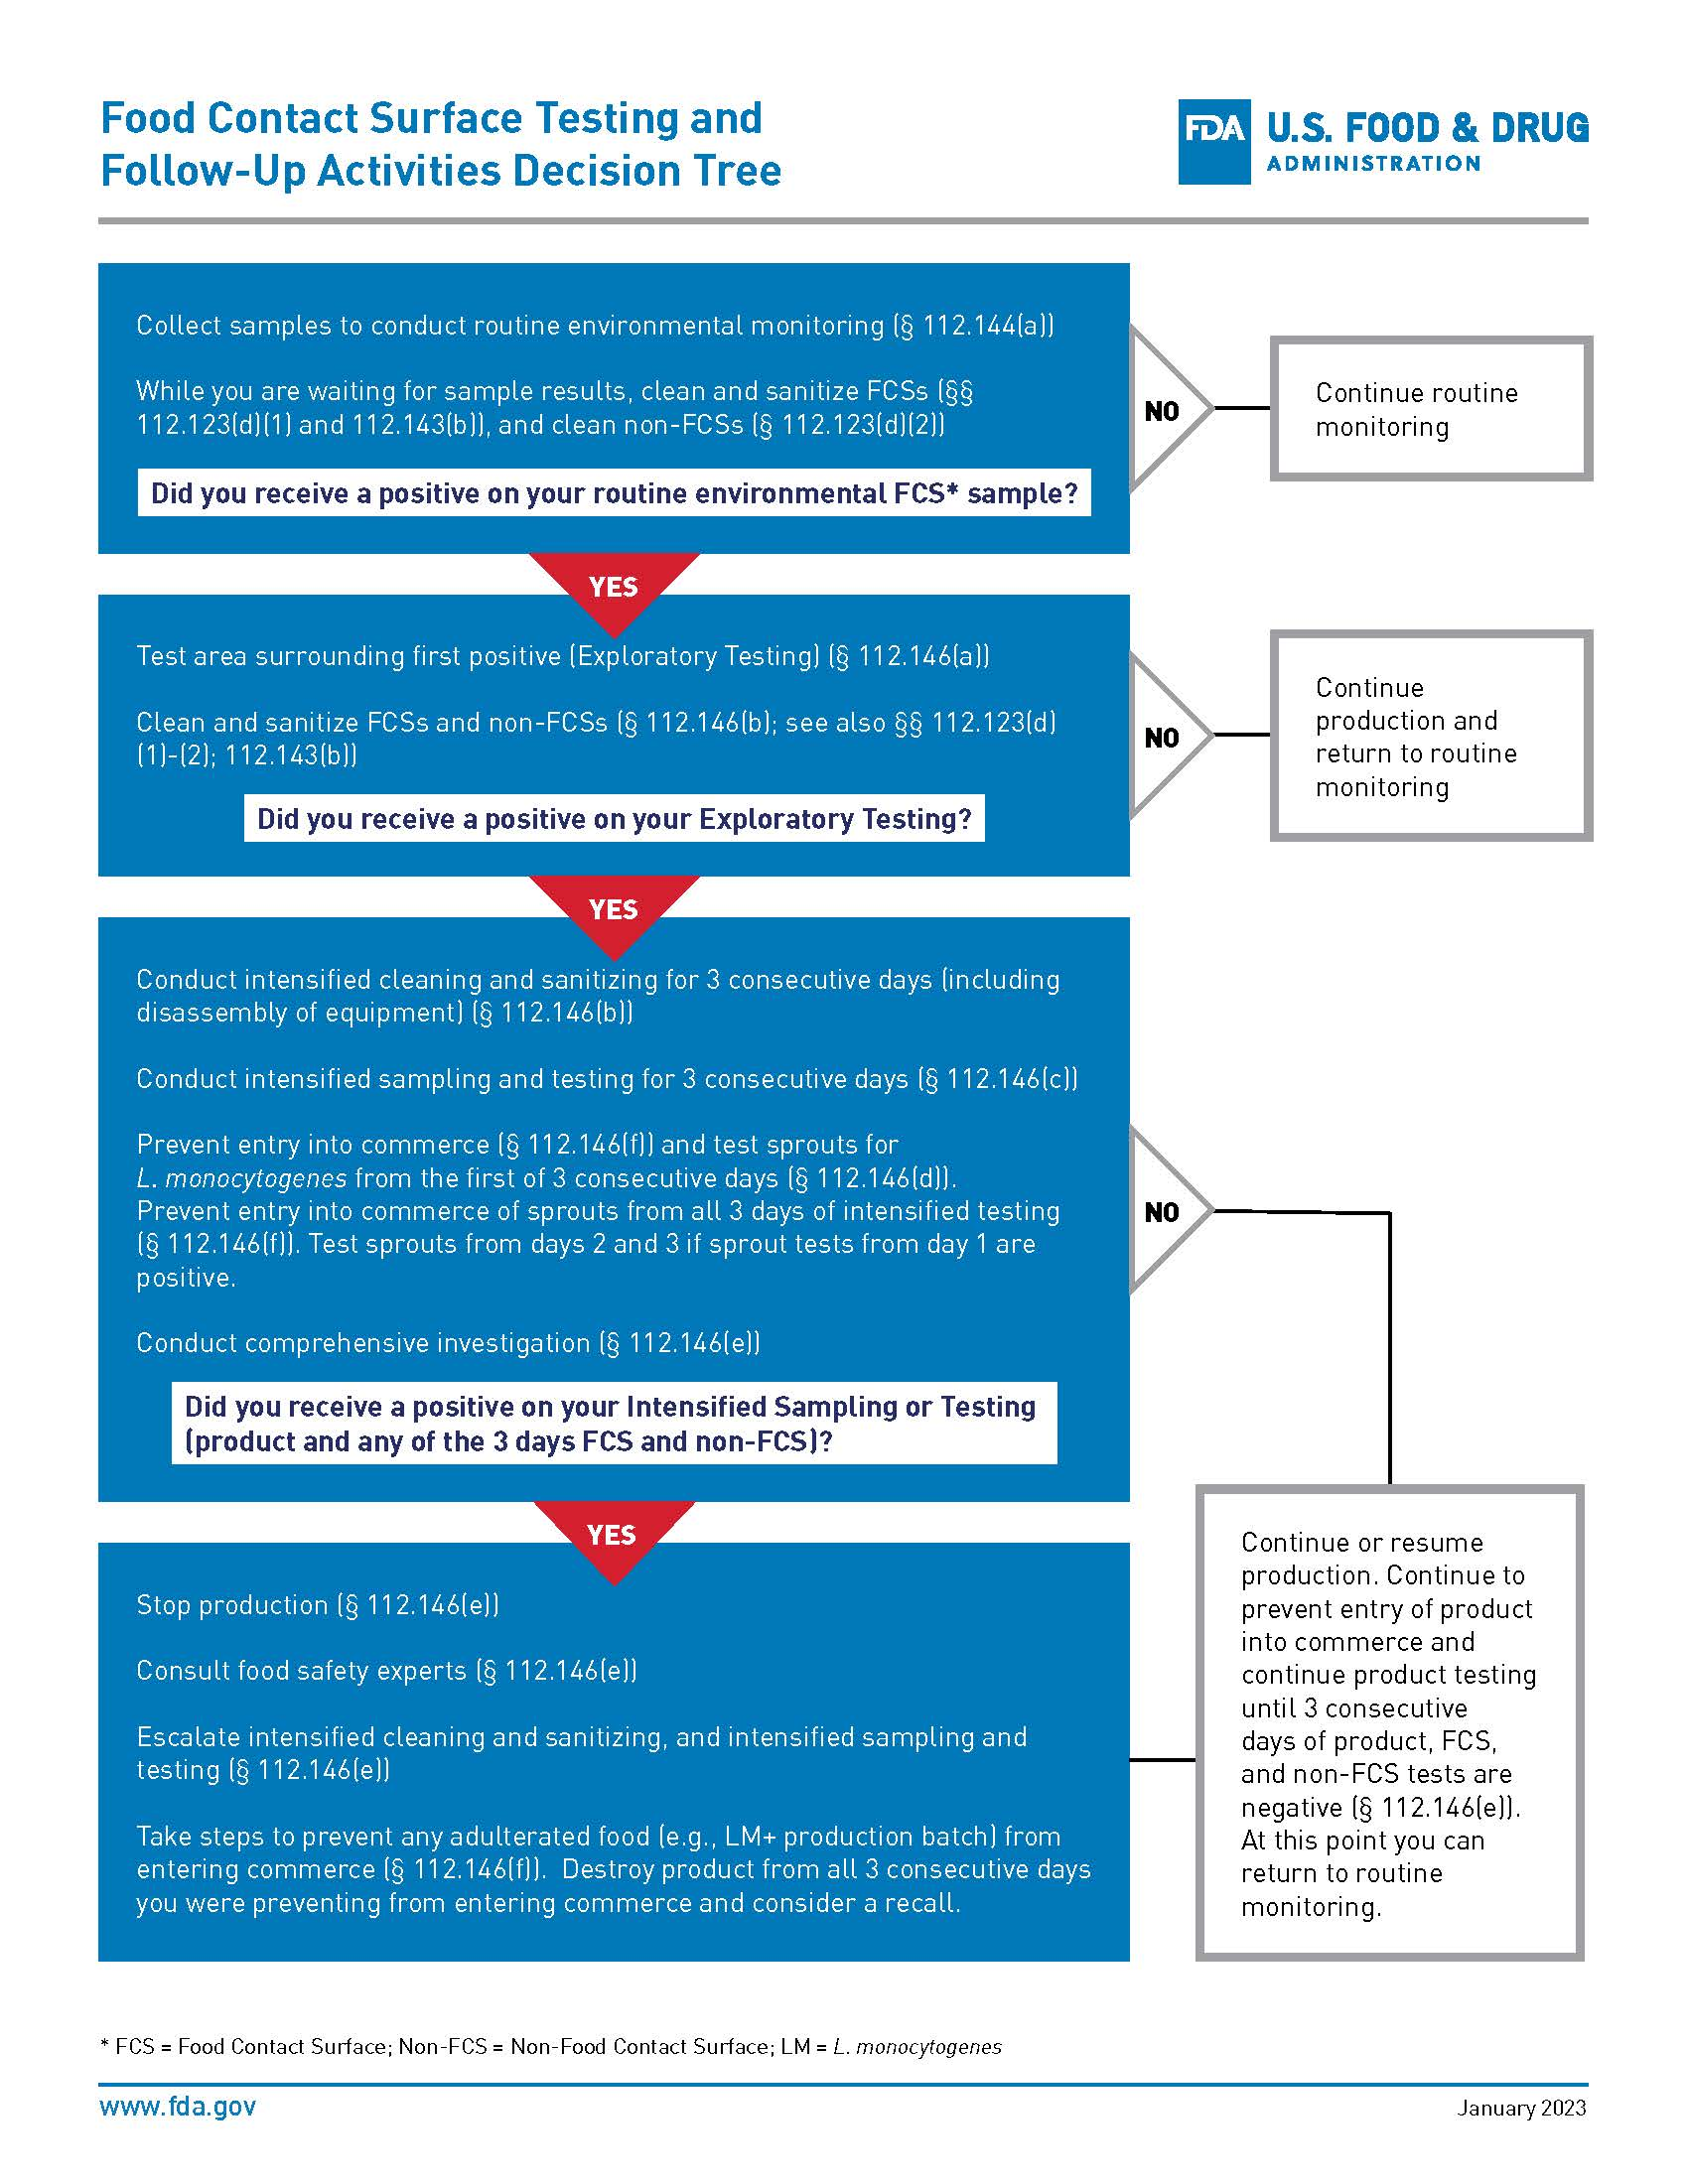 Food Contact Surface Testing and
Follow-Up Activities Decision Tree
FDA
U.S. FOOD & DRUG
ADMINISTRATION
Collect samples to conduct routine environmental monitoring (§ 112.144(a))
While you are waiting for sample results, clean and sanitize FCSs (§§
112.123(d)(1) and 112.143(b)), and clean non-FCSs (§ 112.123(d)(2))
Did you receive a positive on your routine environmental FCS* sample?
NO
Continue routine
monitoring
YES
Test area surrounding first positive (Exploratory Testing) (§ 112.146(a))
Clean and sanitize FCSs and non-FCSs (§ 112.146(b); see also §§ 112.123(d)
(1)-(2); 112.143(b))
Did you receive a positive on your Exploratory Testing?
NO
Continue
production and
return to routine
monitoring
YES
Conduct intensified cleaning and sanitizing for 3 consecutive days (including
disassembly of equipment) (§ 112.146(b))
Conduct intensified sampling and testing for 3 consecutive days (§ 112.146(c))
Prevent entry into commerce (§ 112.146(f)) and test sprouts for
L. monocytogenes from the first of 3 consecutive days (§ 112.146(d)).
Prevent entry into commerce of sprouts from all 3 days of intensified testing
(§ 112.146(f)). Test sprouts from days 2 and 3 if sprout tests from day 1 are
positive.
Conduct comprehensive investigation (§ 112.146(e))
Did you receive a positive on your Intensified Sampling or Testing
(product and any of the 3 days FCS and non-FCS)?
NO
YES
Stop production (§ 112.146(e))
Consult food safety experts (§ 112.146(e))
Escalate intensified cleaning and sanitizing, and intensified sampling and
testing (§ 112.146(e))
Take steps to prevent any adulterated food (e.g., LM+ production batch) from
entering commerce (§ 112.146(f)).  Destroy product from all 3 consecutive days
you were preventing from entering commerce and consider a recall.
Continue or resume
production. Continue to
prevent entry of product
into commerce and
continue product testing
until 3 consecutive
days of product, FCS,
and non-FCS tests are
negative (§ 112.146(e)).
At this point you can
return to routine
monitoring.
* FCS = Food Contact Surface; Non-FCS = Non-Food Contact Surface; LM = L. monocytogenes
www.fda.gov
January 2023